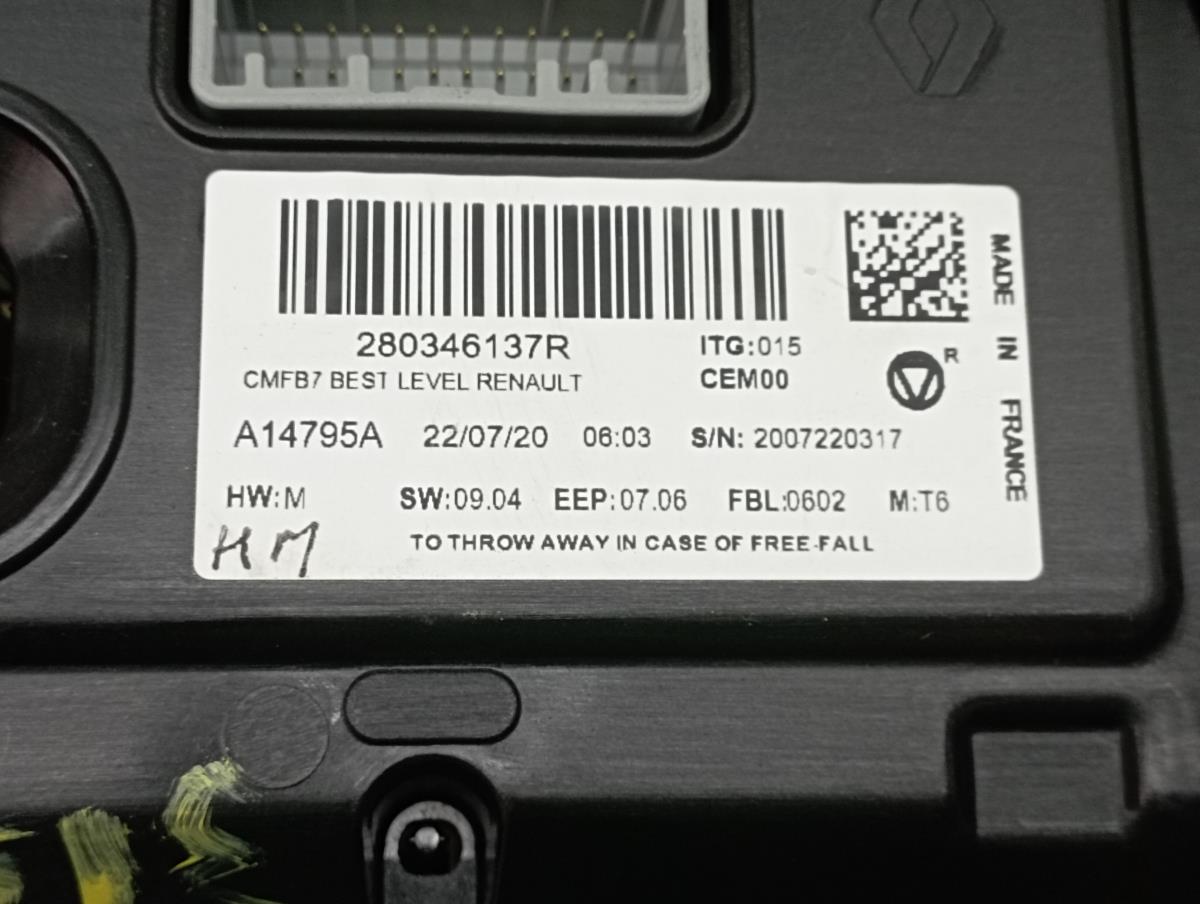 280346137R
ITG:015
CMFB7 BEST LEVEL RENAULT
CEM00
R
A14795A 22/07/20 06:03 S/N: 2007220317
HW:M SW:09.04 EEP:07.06 FBL:0602 M:T6
HM
TO THROW AWAY IN CASE OF FREE-FALL
MADE IN FRANCE